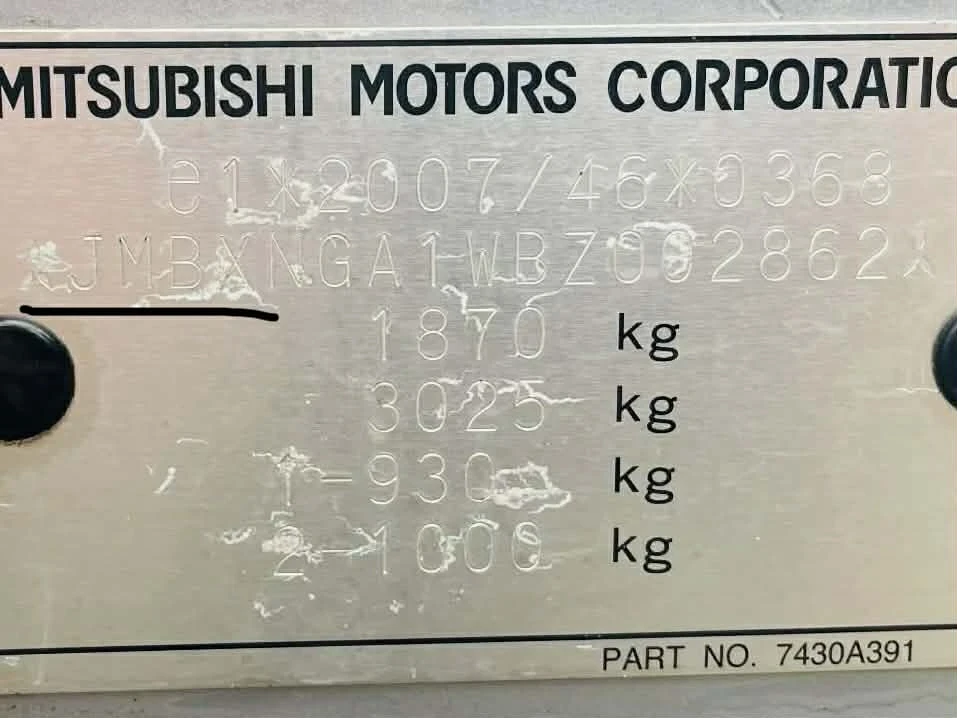 MITSUBISHI MOTORS CORPORATIO
e1*2007/46*0368
*JMBXNGA1WBZ002862*
1870 kg
3025 kg
1-930 kg
2-1000 kg
PART NO. 7430A391